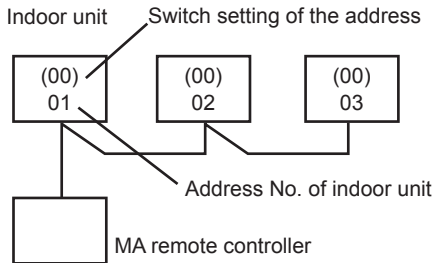 Indoor unit
Switch setting of the address
(00)
01
(00)
02
(00)
03
Address No. of indoor unit
MA remote controller